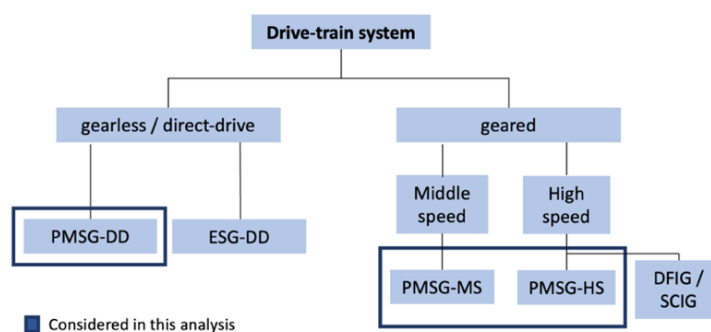 Drive-train system
gearless / direct-drive
geared
Middle
speed
High
speed
PMSG-DD
ESG-DD
PMSG-MS
PMSG-HS
DFIG /
SCIG
Considered in this analysis